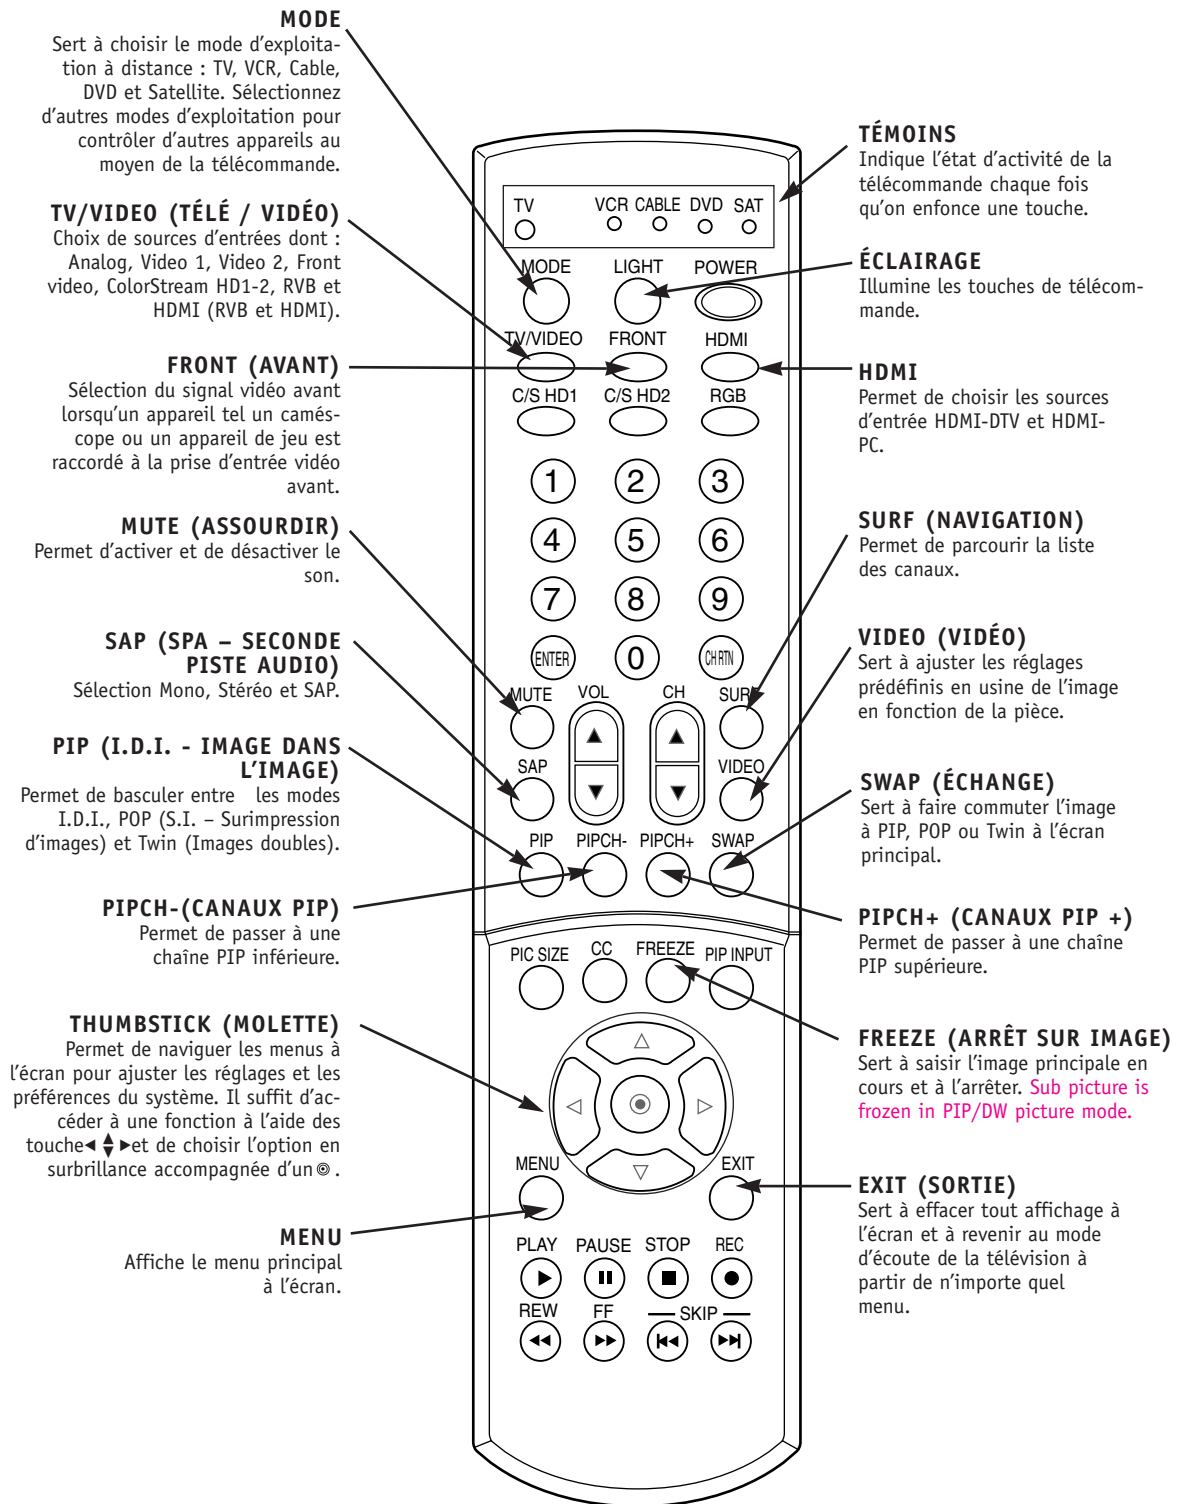 MODE
Sert à choisir le mode d'exploita-
tion à distance : TV, VCR, Cable,
DVD et Satellite. Sélectionnez
d'autres modes d'exploitation pour
contrôler d'autres appareils au
moyen de la télécommande.
TV/VIDEO (TÉLÉ / VIDÉO)
Choix de sources d'entrées dont :
Analog, Video 1, Video 2, Front
video, ColorStream HD1-2, RVB et
HDMI (RVB et HDMI).
FRONT (AVANT)
Sélection du signal vidéo avant
lorsqu'un appareil tel un camés-
cope ou un appareil de jeu est
raccordé à la prise d'entrée vidéo
avant.
MUTE (ASSOURDIR)
Permet d'activer et de désactiver le
son.
SAP (SPA – SECONDE
PISTE AUDIO)
Sélection Mono, Stéréo et SAP.
PIP (I.D.I. - IMAGE DANS
L'IMAGE)
Permet de basculer entre les modes
I.D.I., POP (S.I. – Surimpression
d'images) et Twin (Images doubles).
PIPCH-(CANAUX PIP)
Permet de passer à une
chaîne PIP inférieure.
THUMBSTICK (MOLETTE)
Permet de naviguer les menus à
l'écran pour ajuster les réglages et les
préférences du système. Il suffit d'ac-
céder à une fonction à l'aide des
touche◄ ▲▼ ►et de choisir l'option en
surbrillance accompagnée d'un ◎.
MENU
Affiche le menu principal
à l'écran.
TV VCR CABLE DVD SAT
MODE LIGHT POWER
TV/VIDEO FRONT HDMI
C/S HD1 C/S HD2 RGB
1 2 3
4 5 6
7 8 9
ENTER 0 CH RTN
MUTE VOL CH SURF
SAP VIDEO
PIP PIPCH- PIPCH+ SWAP
PIC SIZE CC FREEZE PIP INPUT
MENU EXIT
PLAY PAUSE STOP REC
REW FF SKIP
TÉMOINS
Indique l'état d'activité de la
télécommande chaque fois
qu'on enfonce une touche.
ÉCLAIRAGE
Illumine les touches de télécom-
mande.
HDMI
Permet de choisir les sources
d'entrée HDMI-DTV et HDMI-
PC.
SURF (NAVIGATION)
Permet de parcourir la liste
des canaux.
VIDEO (VIDÉO)
Sert à ajuster les réglages
prédéfinis en usine de l'image
en fonction de la pièce.
SWAP (ÉCHANGE)
Sert à faire commuter l'image
à PIP, POP ou Twin à l'écran
principal.
PIPCH+ (CANAUX PIP +)
Permet de passer à une chaîne
PIP supérieure.
FREEZE (ARRÊT SUR IMAGE)
Sert à saisir l'image principale en
cours et à l'arrêter. Sub picture is
frozen in PIP/DW picture mode.
EXIT (SORTIE)
Sert à effacer tout affichage à
l'écran et à revenir au mode
d'écoute de la télévision à
partir de n'importe quel
menu.